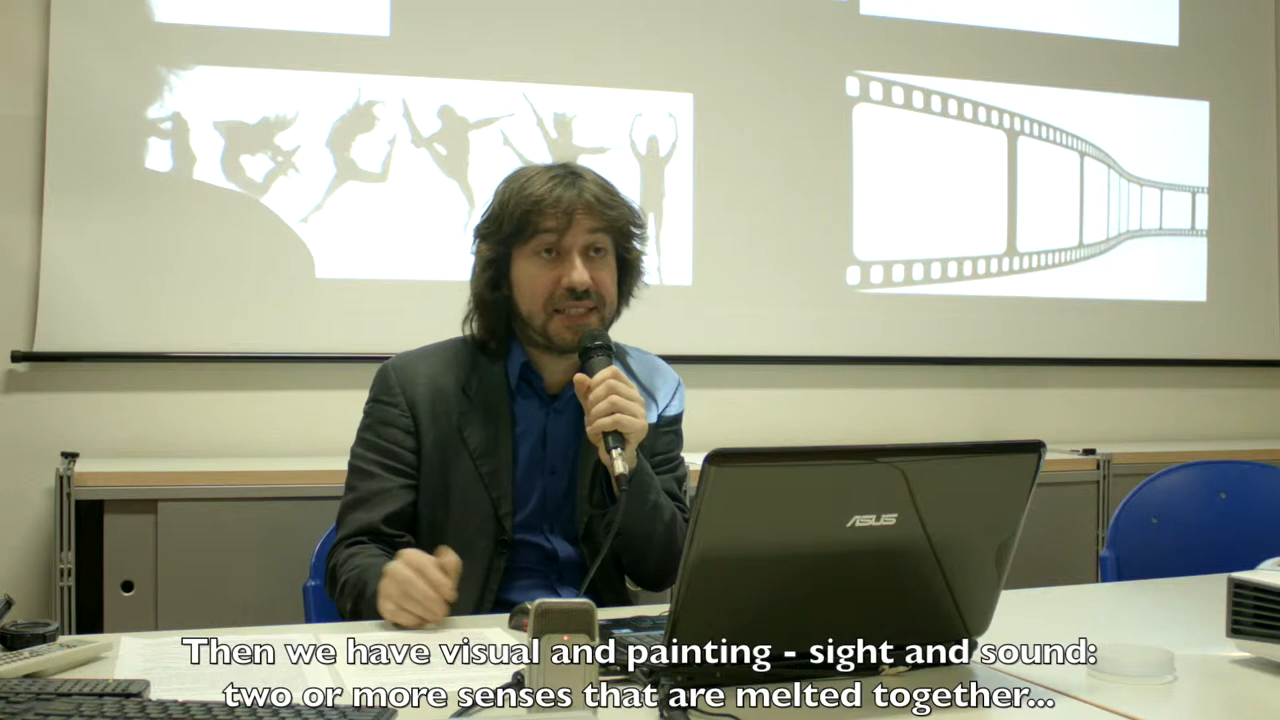 ASUS
Then we have visual and painting - sight and sound:
two or more senses that are melted together...